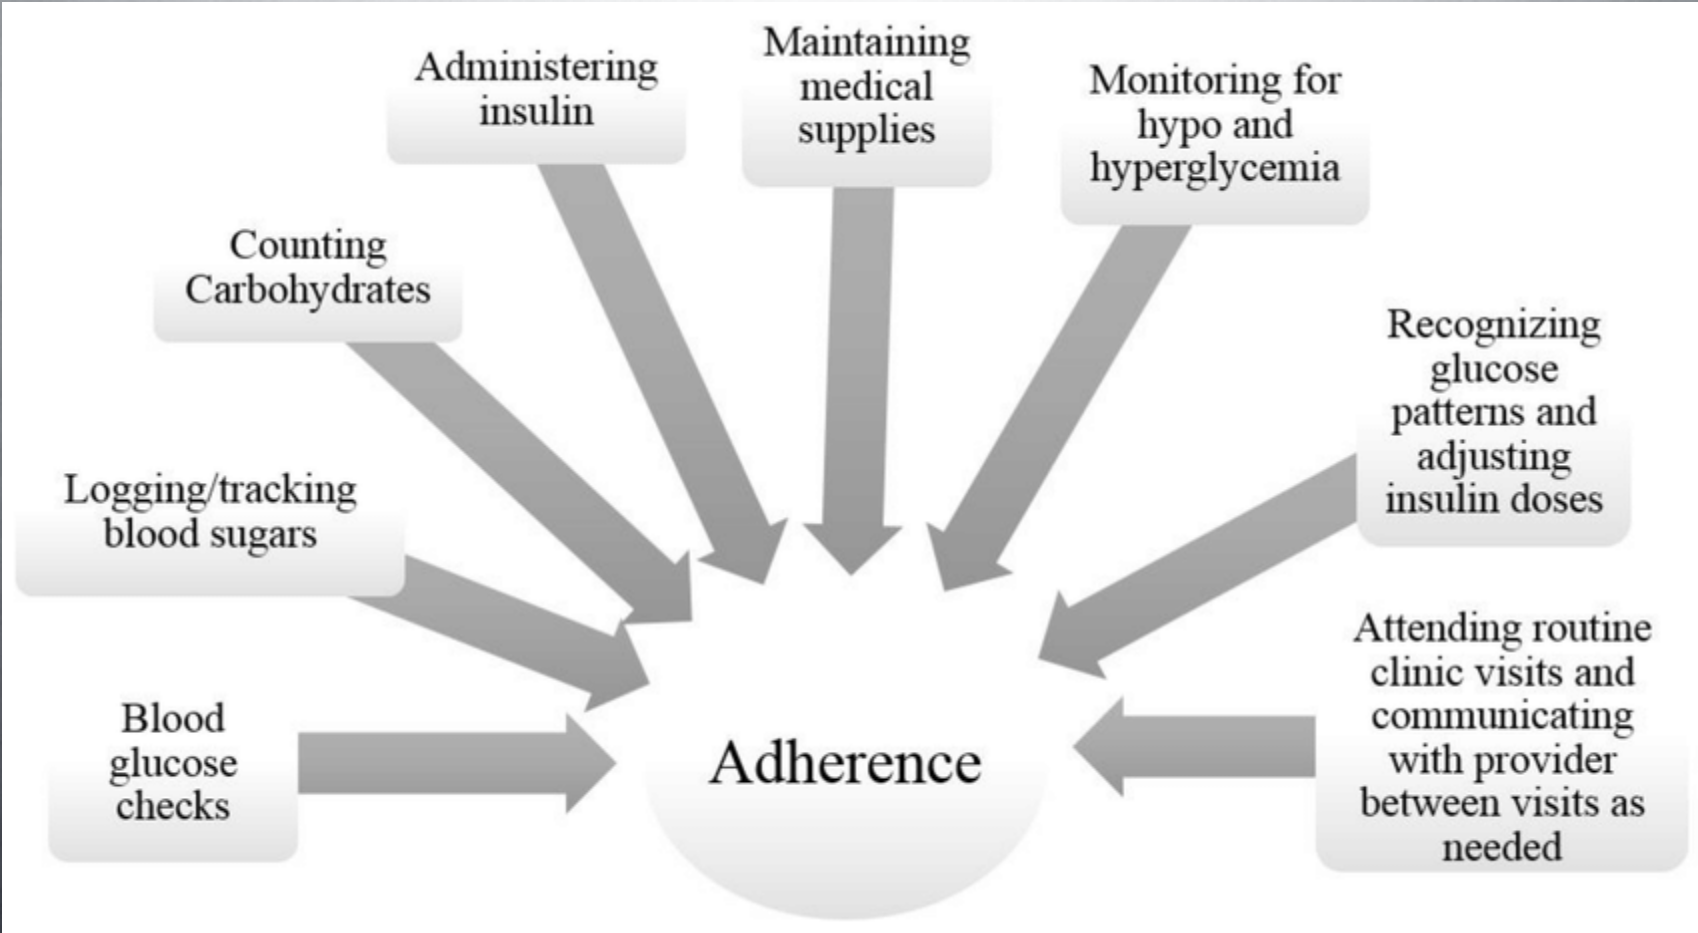 Administering
insulin
Maintaining
medical
supplies
Monitoring for
hypo and
hyperglycemia
Counting
Carbohydrates
Recognizing
glucose
patterns and
adjusting
insulin doses
Logging/tracking
blood sugars
Attending routine
clinic visits and
communicating
with provider
between visits as
needed
Blood
glucose
checks
Adherence